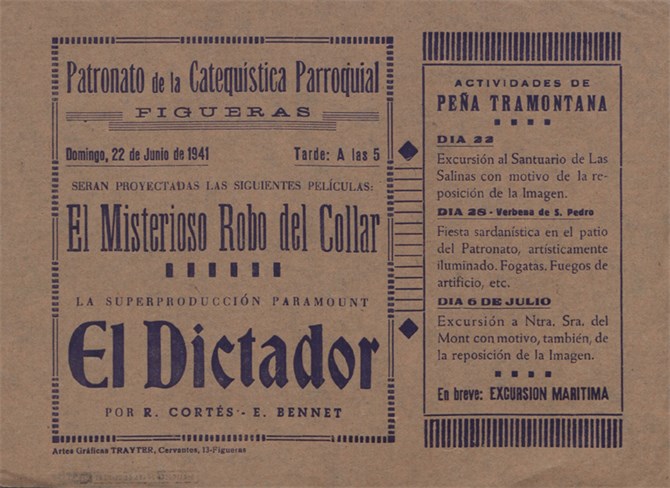 Patronato de la Catequística Parroquial
FIGUERAS
Domingo, 22 de Junio de 1941 Tarde: A las 5
SERAN PROYECTADAS LAS SIGUIENTES PELÍCULAS:
El Misterioso Robo del Collar
LA SUPERPRODUCCIÓN PARAMOUNT
El Dictador
POR R. CORTÉS - E. BENNET
Artes Gráficas TRAYTER, Cervantes, 13-Figueras
ACTIVIDADES DE
PEÑA TRAMONTANA
DIA 22
Excursión al Santuario de Las
Salinas con motivo de la re-
posición de la Imagen.
DIA 28 - Verbena de S. Pedro
Fiesta sardanística en el patio
del Patronato, artísticamente
iluminado. Fogatas. Fuegos de
artificio, etc.
DIA 6 DE JULIO
Excursión a Ntra. Sra. del
Mont con motivo, también, de
la reposición de la Imagen.
En breve: EXCURSION MARITIMA